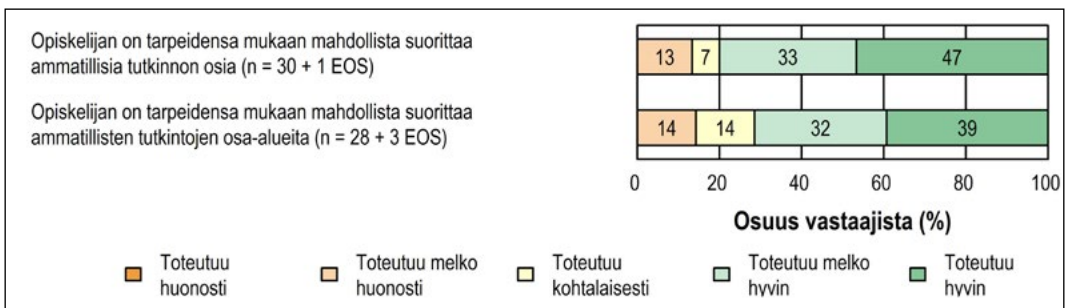 Opiskelijan on tarpeidensa mukaan mahdollista suorittaa
ammatillisia tutkinnon osia (n = 30 + 1 EOS)
13 7 33 47
Opiskelijan on tarpeidensa mukaan mahdollista suorittaa
ammatillisten tutkintojen osa-alueita (n = 28 + 3 EOS)
14 14 32 39
0 20 40 60 80 100
Osuus vastaajista (%)
Toteutuu
huonosti
Toteutuu melko
huonosti
Toteutuu
kohtalaisesti
Toteutuu melko
hyvin
Toteutuu
hyvin